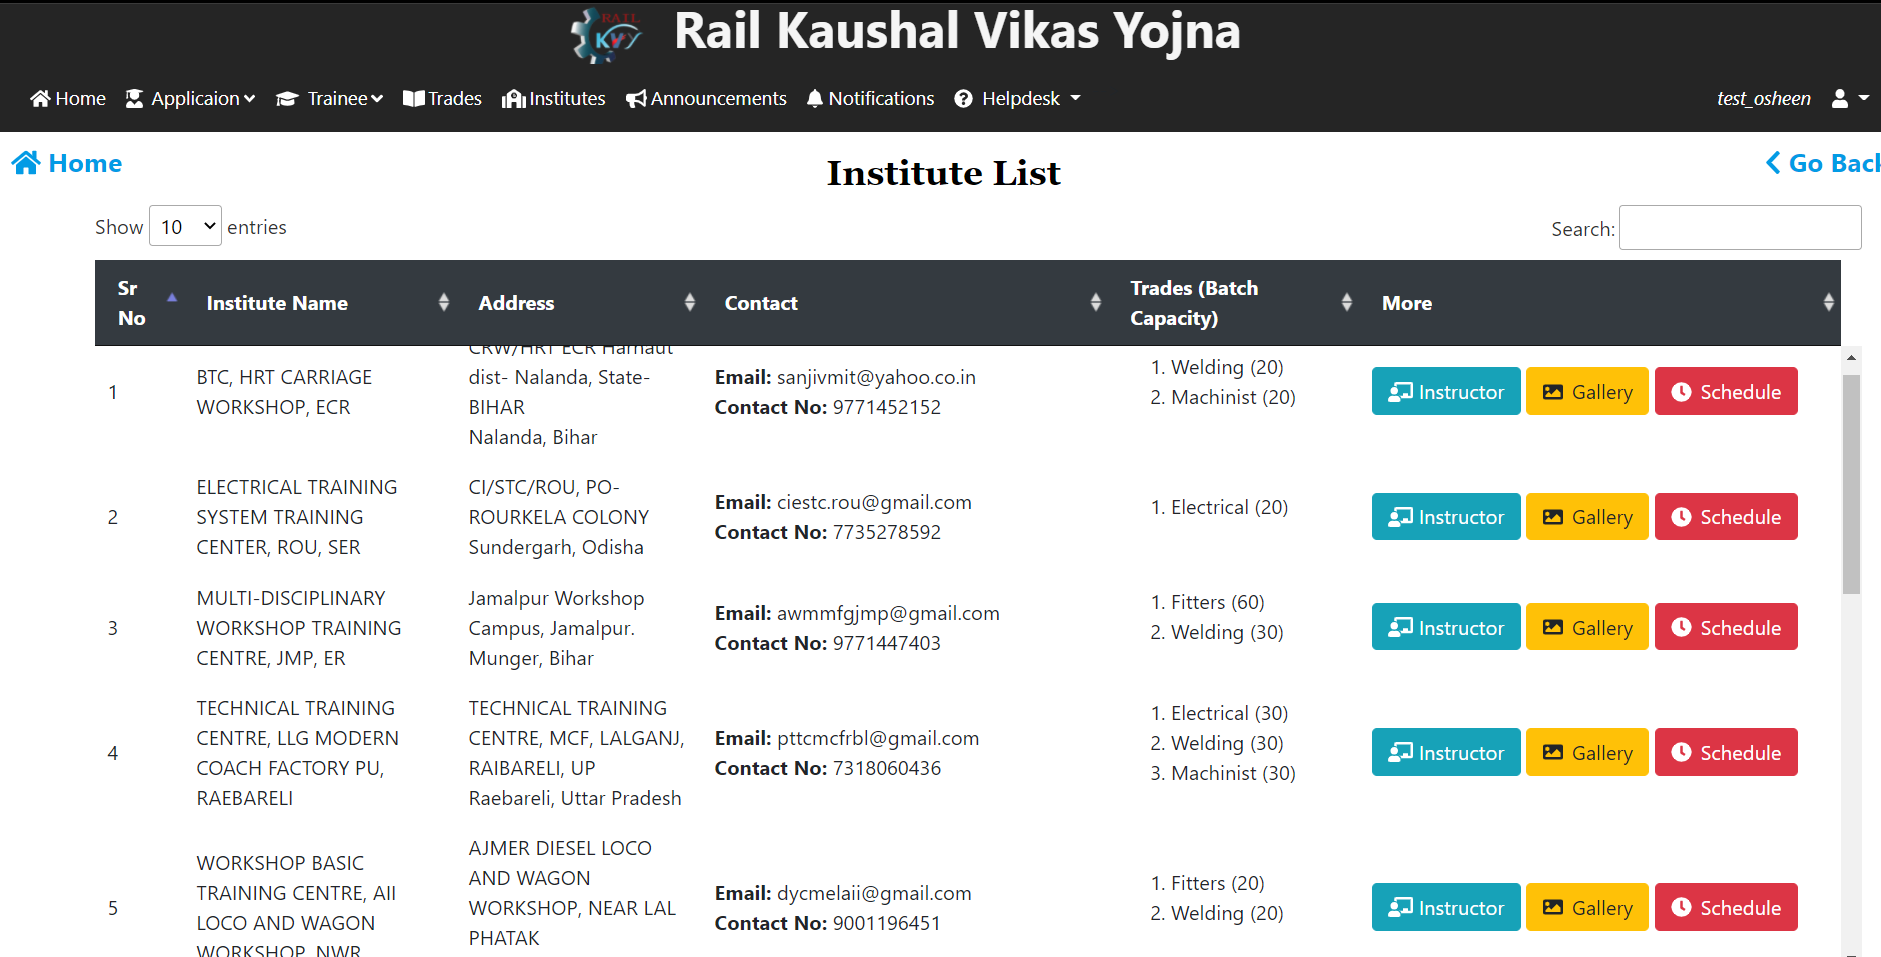 RATL
KVY
Rail Kaushal Vikas Yojna
Home Applicaion Trainee Trades Institutes Announcements Notifications Helpdesk test_osheen
Home
Institute List
Go Back
Show 10 entries
Search:
Sr No Institute Name Address Contact Trades (Batch Capacity) More
1
BTC, HRT CARRIAGE
WORKSHOP, ECR
CRW/HRT ECR Harnaut
dist- Nalanda, State-
BIHAR
Nalanda, Bihar
Email: sanjivmit@yahoo.co.in
Contact No: 9771452152
1. Welding (20)
2. Machinist (20)
Instructor Gallery Schedule
2
ELECTRICAL TRAINING
SYSTEM TRAINING
CENTER, ROU, SER
CI/STC/ROU, PO-
ROURKELA COLONY
Sundergarh, Odisha
Email: ciestc.rou@gmail.com
Contact No: 7735278592
1. Electrical (20)
Instructor Gallery Schedule
3
MULTI-DISCIPLINARY
WORKSHOP TRAINING
CENTRE, JMP, ER
Jamalpur Workshop
Campus, Jamalpur.
Munger, Bihar
Email: awmmfgjmp@gmail.com
Contact No: 9771447403
1. Fitters (60)
2. Welding (30)
Instructor Gallery Schedule
4
TECHNICAL TRAINING
CENTRE, LLG MODERN
COACH FACTORY PU,
RAEBARELI
TECHNICAL TRAINING
CENTRE, MCF, LALGANJ,
RAIBARELI, UP
Raebareli, Uttar Pradesh
Email: pttcmcfrbl@gmail.com
Contact No: 7318060436
1. Electrical (30)
2. Welding (30)
3. Machinist (30)
Instructor Gallery Schedule
5
WORKSHOP BASIC
TRAINING CENTRE, AII
LOCO AND WAGON
WORKSHOP, NWR
AJMER DIESEL LOCO
AND WAGON
WORKSHOP, NEAR LAL
PHATAK
Email: dycmelaii@gmail.com
Contact No: 9001196451
1. Fitters (20)
2. Welding (20)
Instructor Gallery Schedule